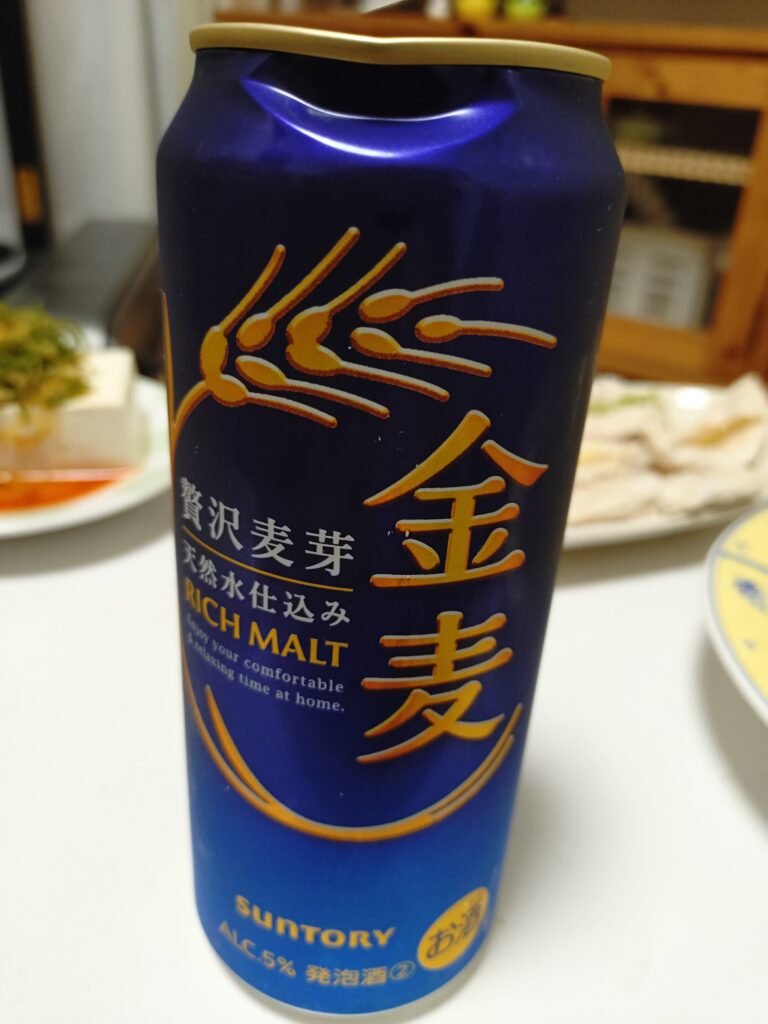 金麦
贅沢麦芽
天然水仕込み
RICH MALT
Enjoy your comfortable
& relaxing time at home.
SUNTORY
ALC.5% 発泡酒②
お酒